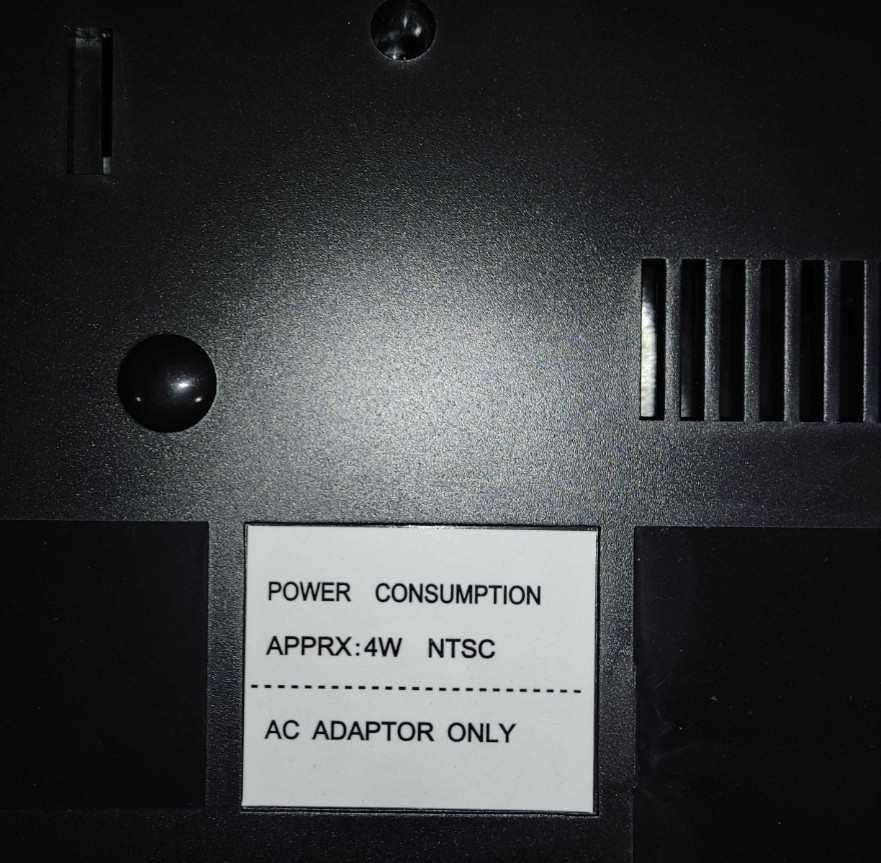 POWER CONSUMPTION
APPRX:4W NTSC
AC ADAPTOR ONLY